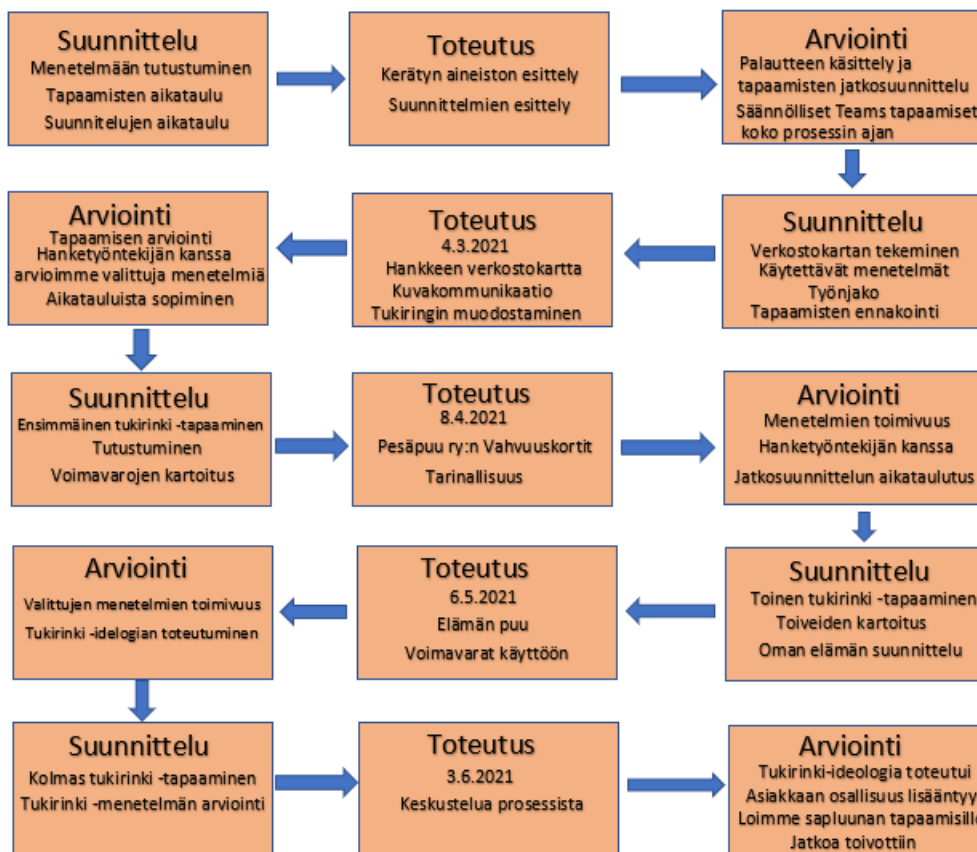 Suunnittelu
Menetelmään tutustuminen
Tapaamisten aikataulu
Suunnitelujen aikataulu
Toteutus
Kerätyn aineiston esittely
Suunnittelmien esittely
Arviointi
Palautteen käsittely ja
tapaamisten jatkosuunnittelu
Säännölliset Teams tapaamiset
koko prosessin ajan
Suunnittelu
Verkostokartan tekeminen
Käytettävät menetelmät
Työnjako
Tapaamisten ennakointi
Toteutus
4.3.2021
Hankkeen verkostokartta
Kuvakommunikaatio
Tukiringin muodostaminen
Arviointi
Tapaamisen arviointi
Hanketyöntekijän kanssa
arvioimme valittuja menetelmiä
Aikatauluista sopiminen
Suunnittelu
Ensimmäinen tukirinki -tapaaminen
Tutustuminen
Voimavarojen kartoitus
Toteutus
8.4.2021
Pesäpuu ry:n Vahvuuskortit
Tarinallisuus
Arviointi
Menetelmien toimivuus
Hanketyöntekijän kanssa
Jatkosuunnittelun aikataulutus
Suunnittelu
Toinen tukirinki -tapaaminen
Toiveiden kartoitus
Oman elämän suunnittelu
Toteutus
6.5.2021
Elämän puu
Voimavarat käyttöön
Arviointi
Valittujen menetelmien toimivuus
Tukirinki -idelogian toteutuminen
Suunnittelu
Kolmas tukirinki -tapaaminen
Tukirinki -menetelmän arviointi
Toteutus
3.6.2021
Keskustelua prosessista
Arviointi
Tukirinki-ideologia toteutui
Asiakkaan osallisuus lisääntyy
Loimme sapluunan tapaamisille
Jatkoa toivottiin